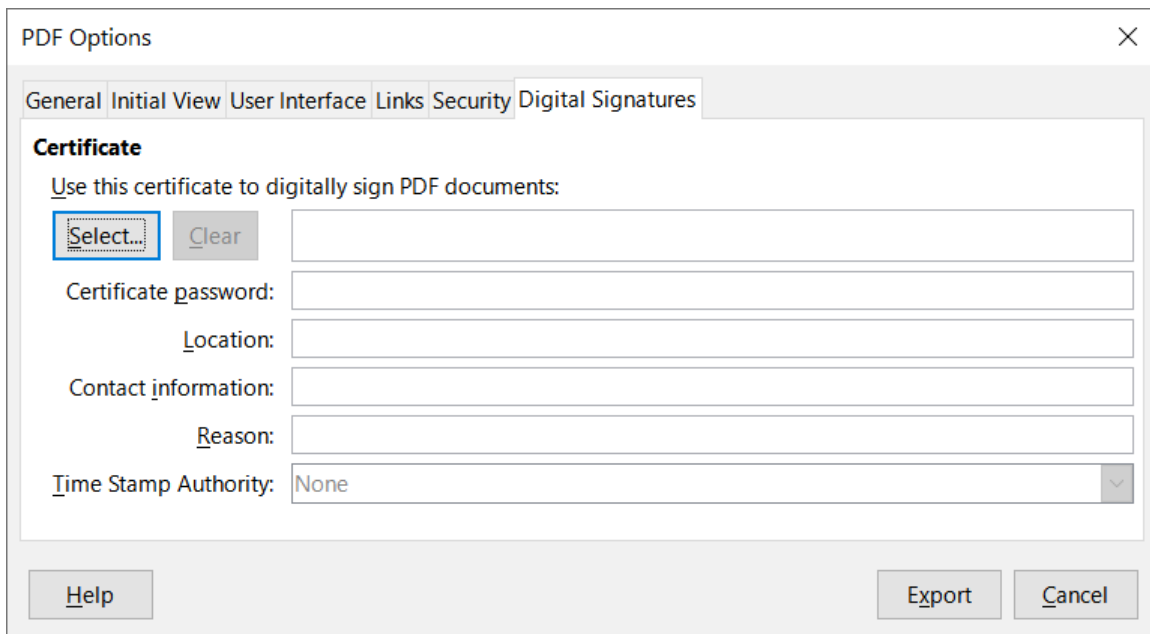 PDF Options
General Initial View User Interface Links Security Digital Signatures
Certificate
Use this certificate to digitally sign PDF documents:
Select... Clear
Certificate password:
Location:
Contact information:
Reason:
Time Stamp Authority: None
Help Export Cancel